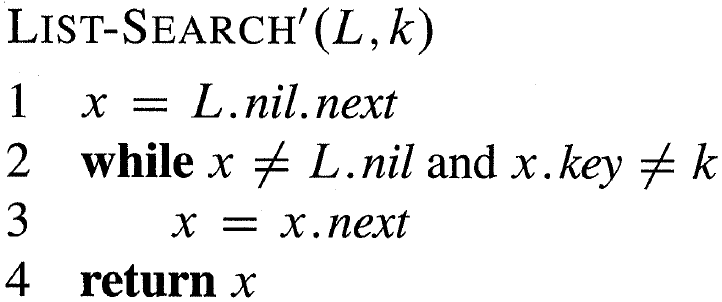 LIST-SEARCH′(L, k)
1 x = L.nil.next
2 while x ≠ L.nil and x.key ≠ k
3 x = x.next
4 return x